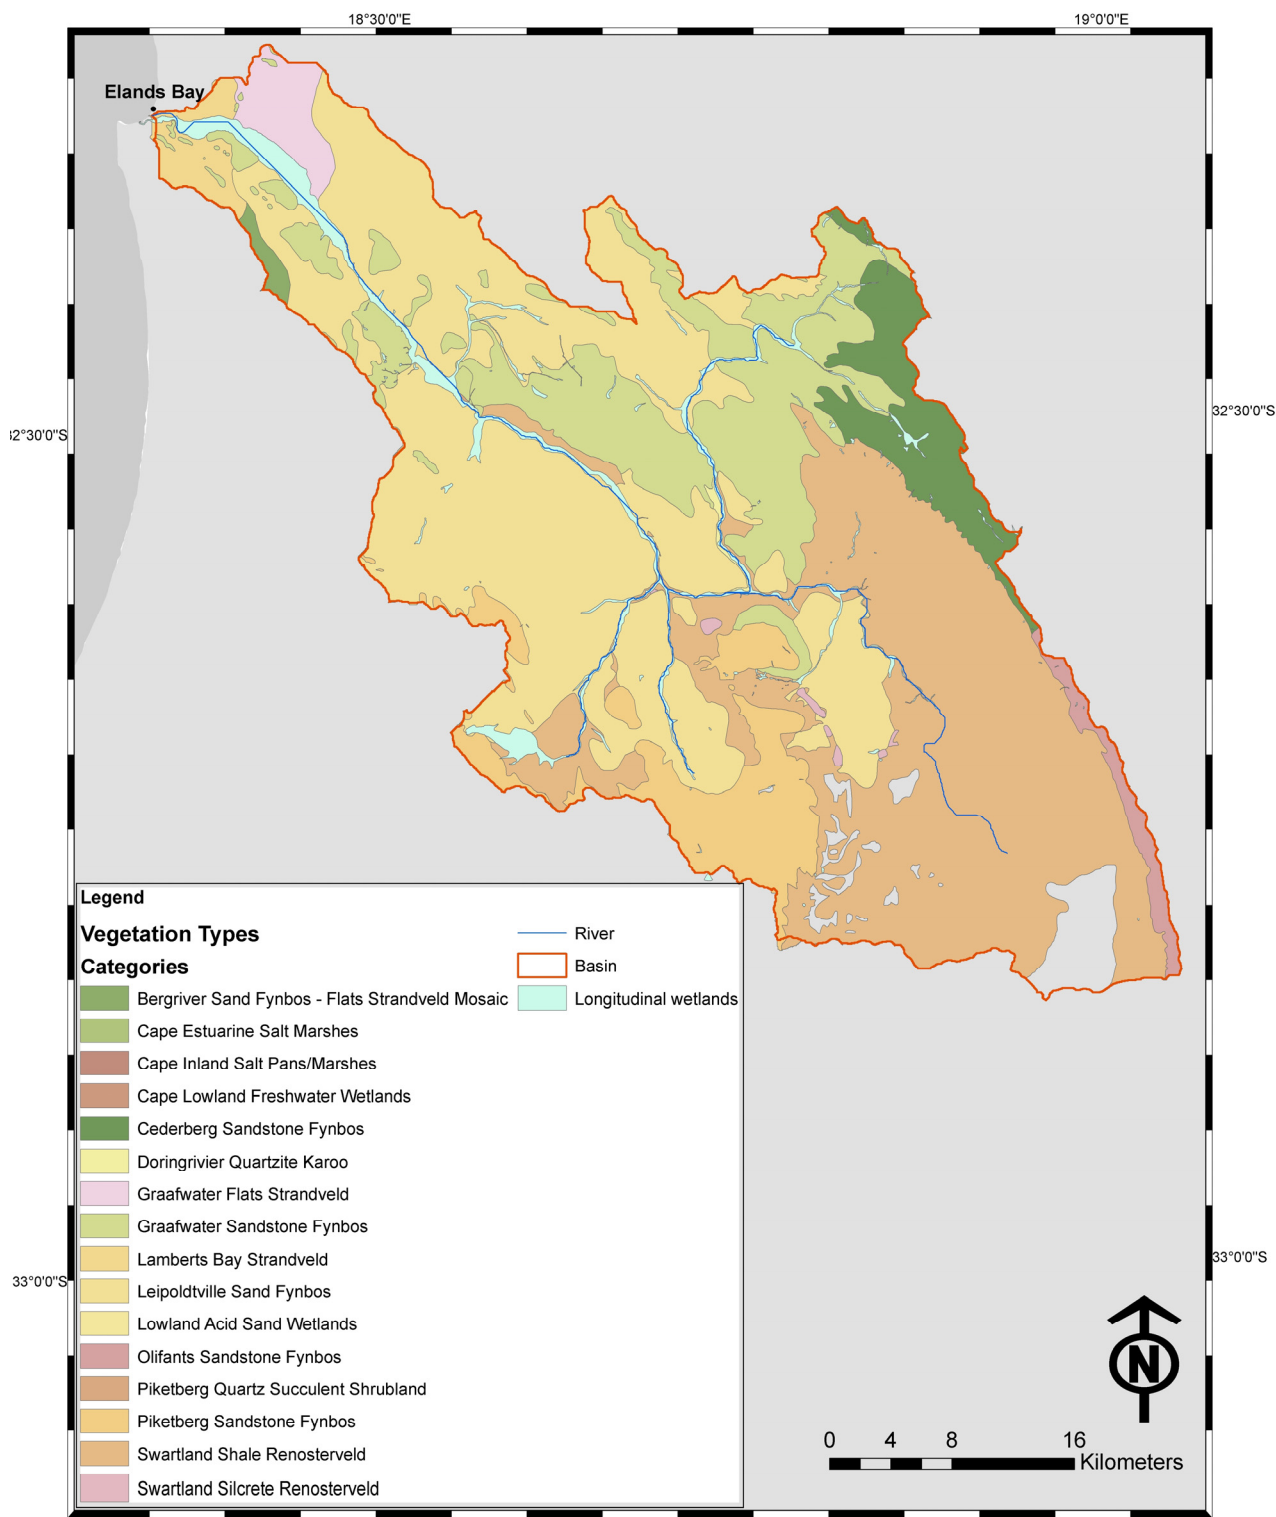 18°30'0"E
19°0'0"E
Elands Bay
32°30'0"S
2°30'0"S
Legend
Vegetation Types
Categories
Bergriver Sand Fynbos - Flats Strandveld Mosaic
Cape Estuarine Salt Marshes
Cape Inland Salt Pans/Marshes
Cape Lowland Freshwater Wetlands
Cederberg Sandstone Fynbos
Doringrivier Quartzite Karoo
Graafwater Flats Strandveld
Graafwater Sandstone Fynbos
Lamberts Bay Strandveld
Leipoldtville Sand Fynbos
Lowland Acid Sand Wetlands
Olifants Sandstone Fynbos
Piketberg Quartz Succulent Shrubland
Piketberg Sandstone Fynbos
Swartland Shale Renosterveld
Swartland Silcrete Renosterveld
River
Basin
Longitudinal wetlands
33°0'0"S
33°0'0"S
N
0 4 8 16
Kilometers